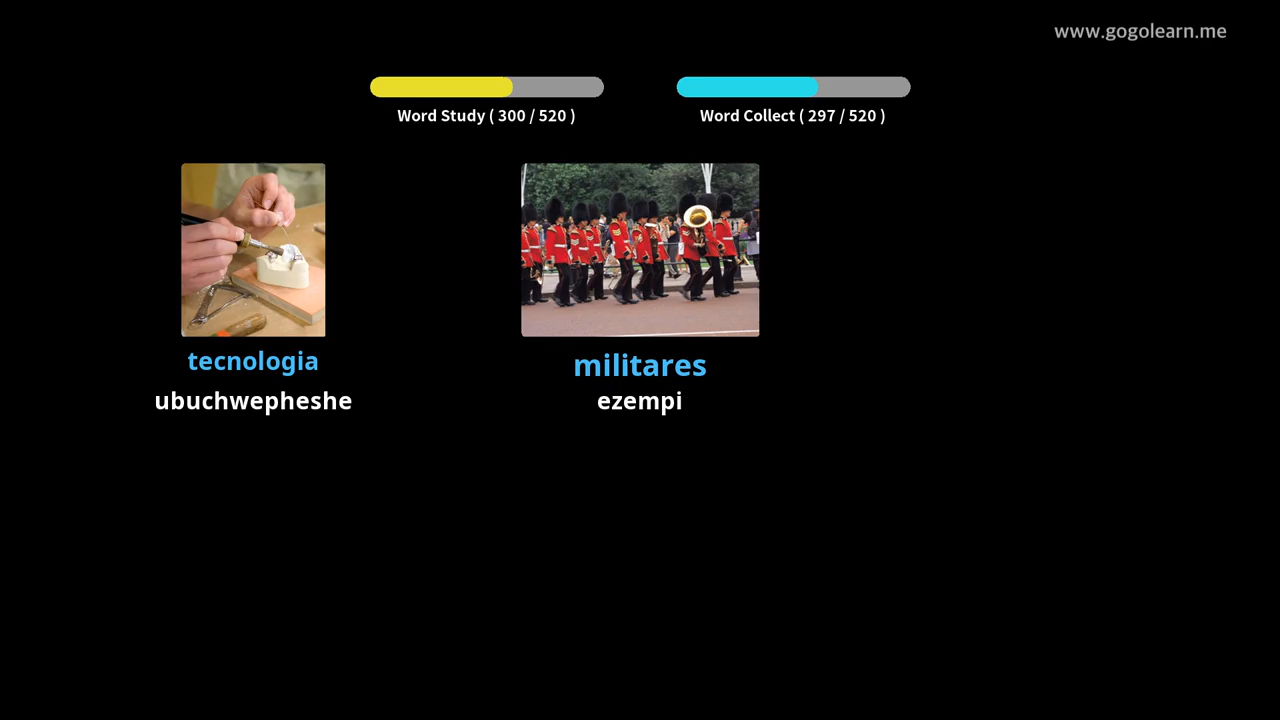 www.gogolearn.me
Word Study ( 300 / 520 )
Word Collect ( 297 / 520 )
tecnologia
ubuchwepheshe
militares
ezempi